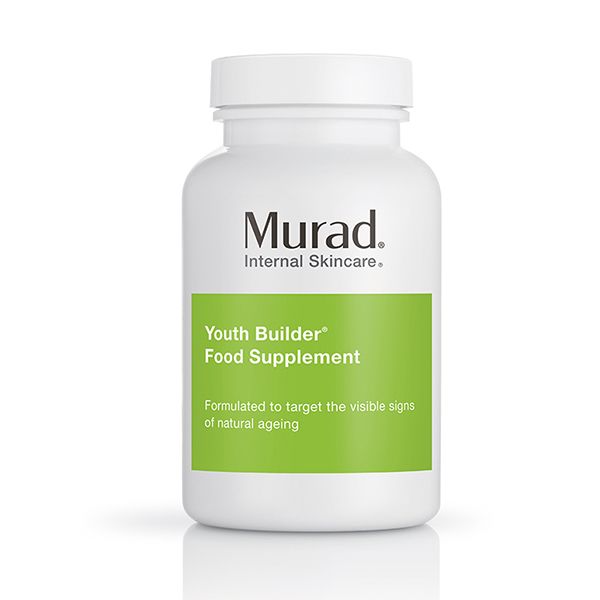 Murad®
Internal Skincare®
Youth Builder®
Food Supplement
Formulated to target the visible signs
of natural ageing